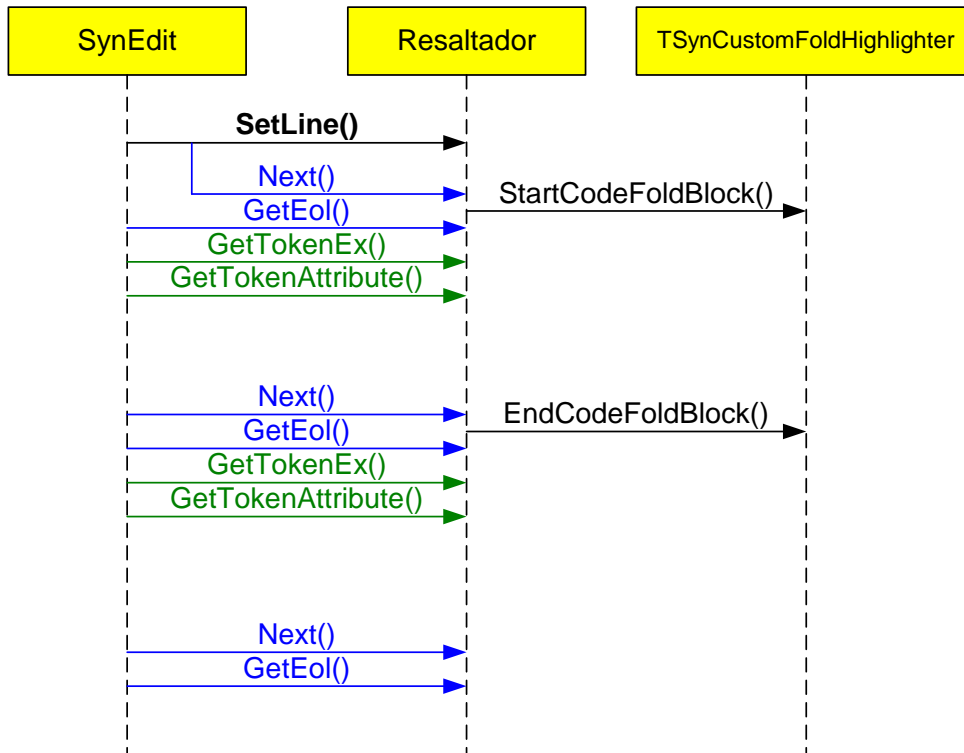 SynEdit
Resaltador
TSynCustomFoldHighlighter
SetLine()
Next()
StartCodeFoldBlock()
GetEol()
GetTokenEx()
GetTokenAttribute()
Next()
EndCodeFoldBlock()
GetEol()
GetTokenEx()
GetTokenAttribute()
Next()
GetEol()